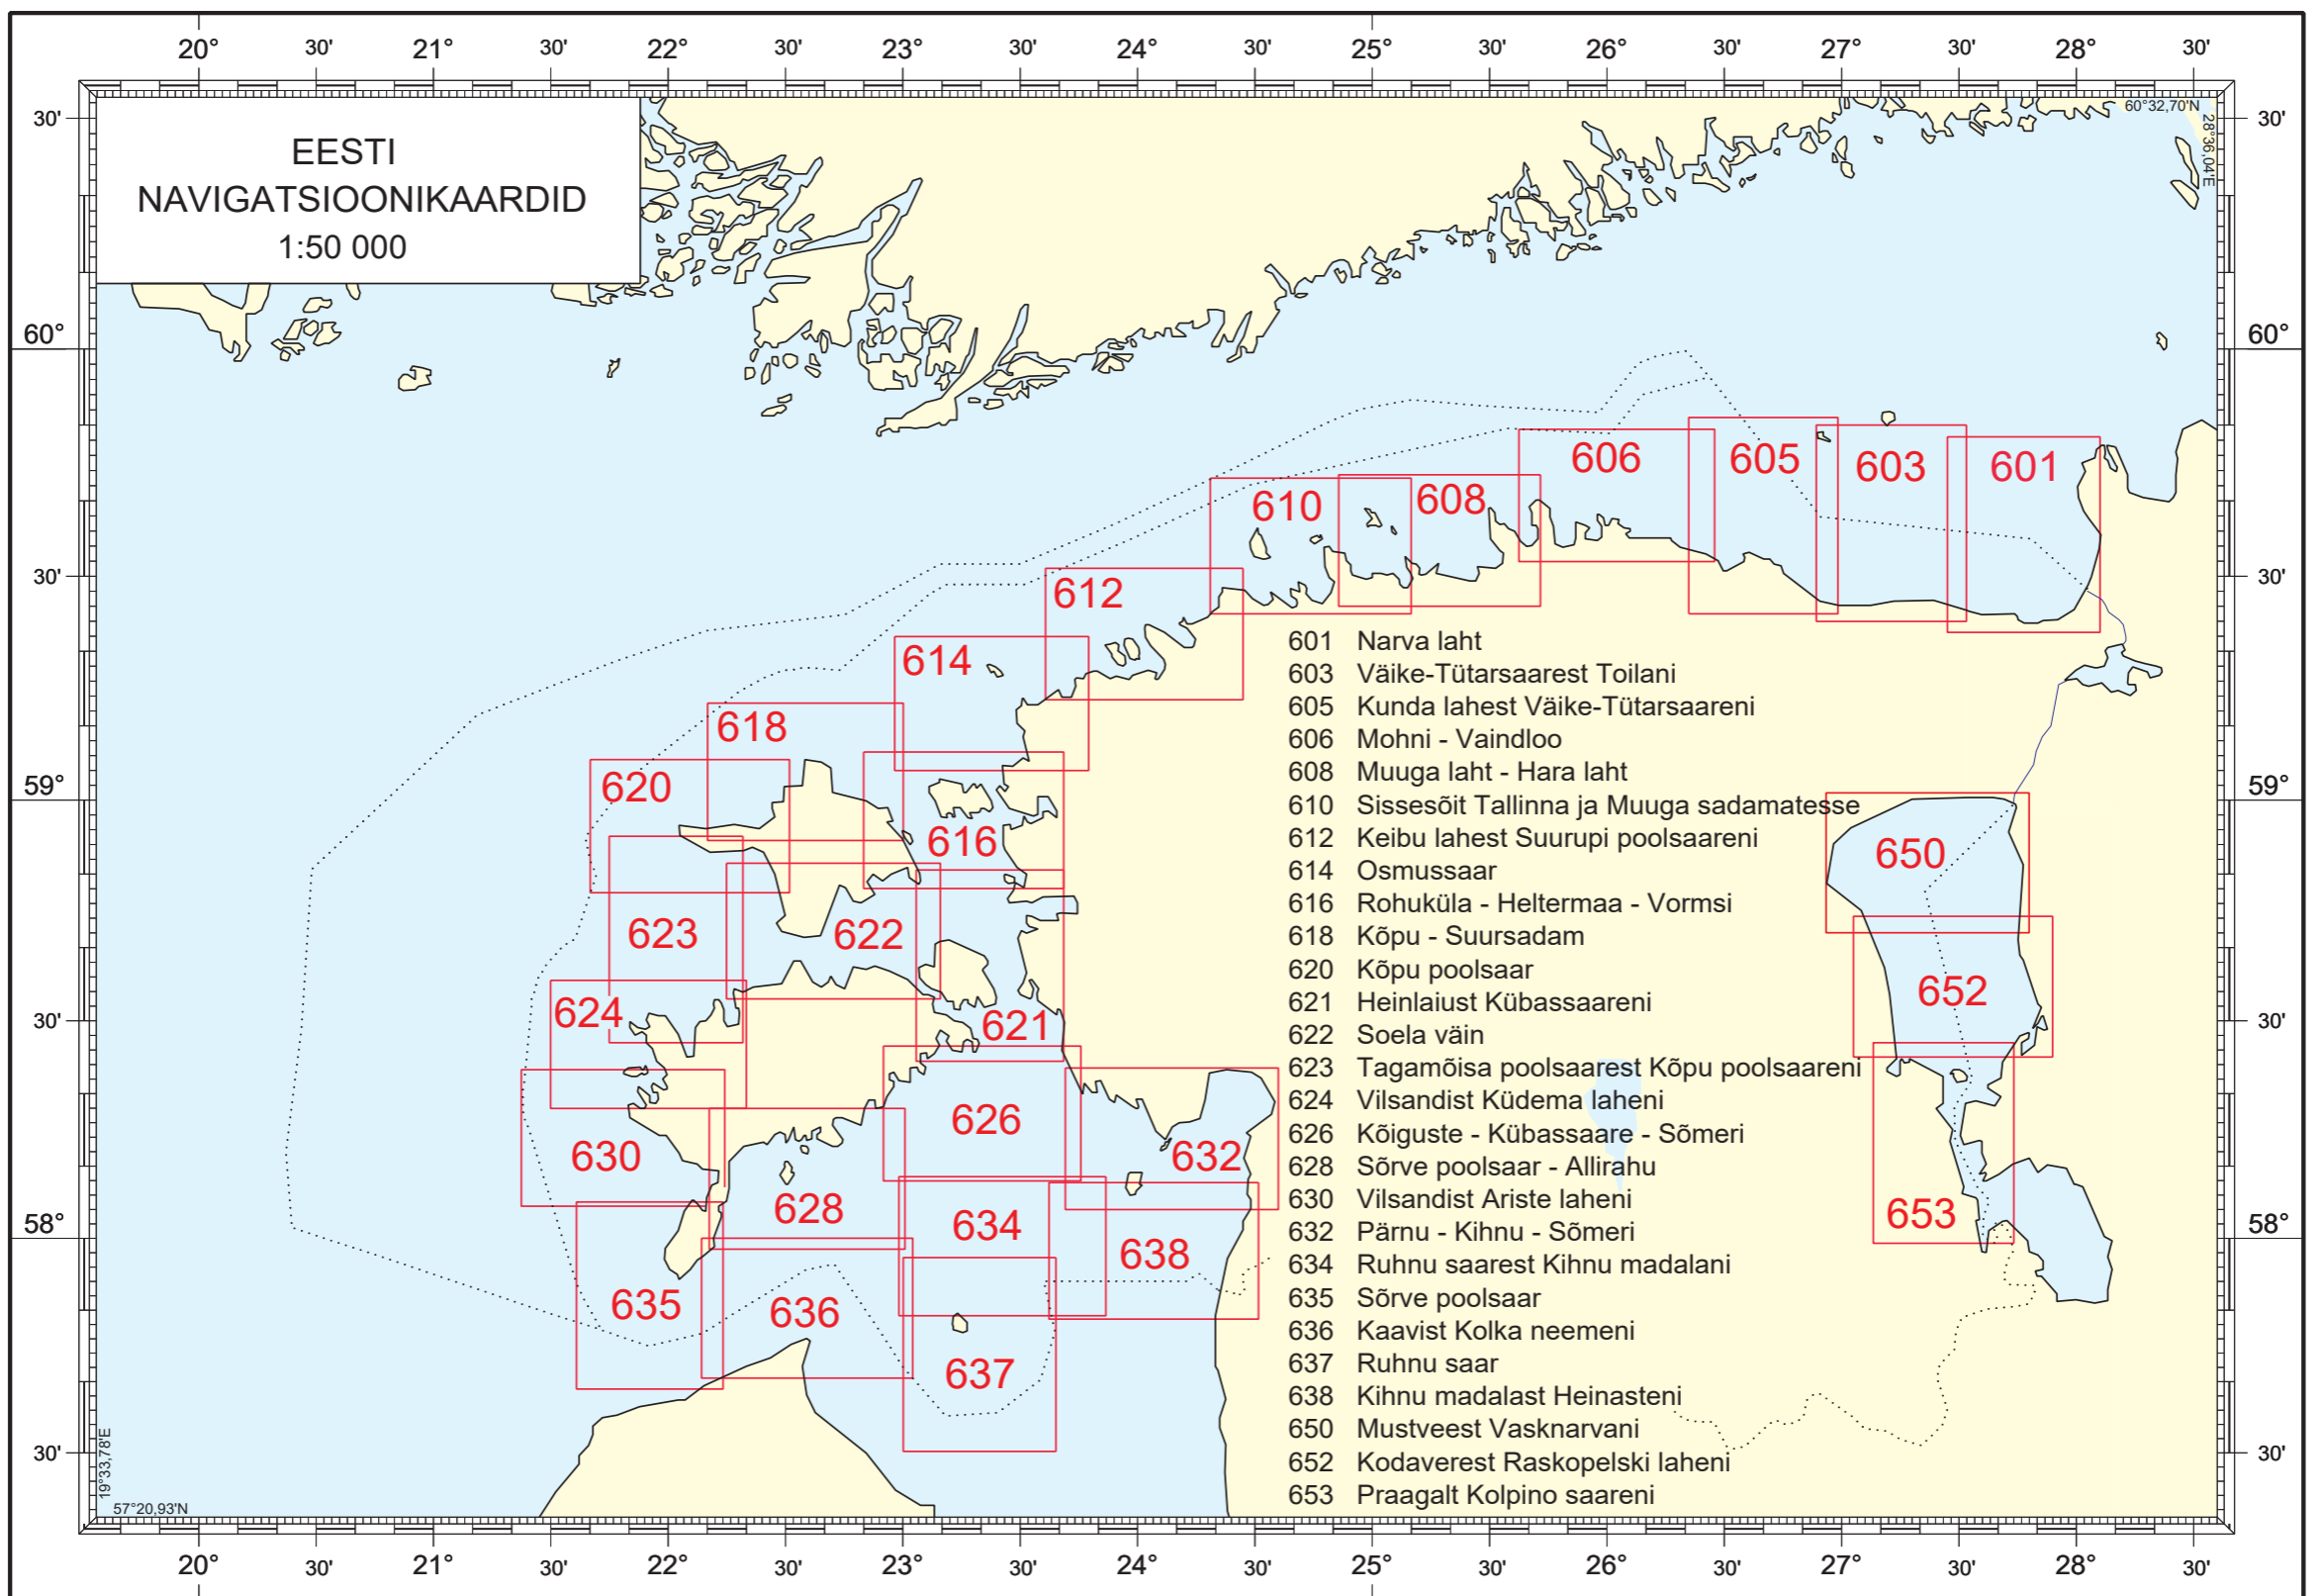 20° 30' 21° 30' 22° 30' 23° 30' 24° 30' 25° 30' 26° 30' 27° 30' 28° 30'
EESTI
NAVIGATSIOONIKAARDID
1:50 000
60°32,70'N
28°36,04'E
30' 30'
60° 60°
606 605 603 601
610 608
30' 30'
612
614
618
620
59° 59°
616
650
623 622
652
624
621
30' 30'
626
630
632
628
634
653
58° 58°
638
635
636
637
30' 30'
601 Narva laht
603 Väike-Tütarsaarest Toilani
605 Kunda lahest Väike-Tütarsaareni
606 Mohni - Vaindloo
608 Muuga laht - Hara laht
610 Sissesõit Tallinna ja Muuga sadamatesse
612 Keibu lahest Suurupi poolsaareni
614 Osmussaar
616 Rohuküla - Heltermaa - Vormsi
618 Kõpu - Suursadam
620 Kõpu poolsaar
621 Heinlaiust Kübassaareni
622 Soela väin
623 Tagamõisa poolsaarest Kõpu poolsaareni
624 Vilsandist Küdema laheni
626 Kõiguste - Kübassaare - Sõmeri
628 Sõrve poolsaar - Allirahu
630 Vilsandist Ariste laheni
632 Pärnu - Kihnu - Sõmeri
634 Ruhnu saarest Kihnu madalani
635 Sõrve poolsaar
636 Kaavist Kolka neemeni
637 Ruhnu saar
638 Kihnu madalast Heinasteni
650 Mustveest Vasknarvani
652 Kodaverest Raskopelski laheni
653 Praagalt Kolpino saareni
19°33,78'E
57°20,93'N
20° 30' 21° 30' 22° 30' 23° 30' 24° 30' 25° 30' 26° 30' 27° 30' 28° 30'